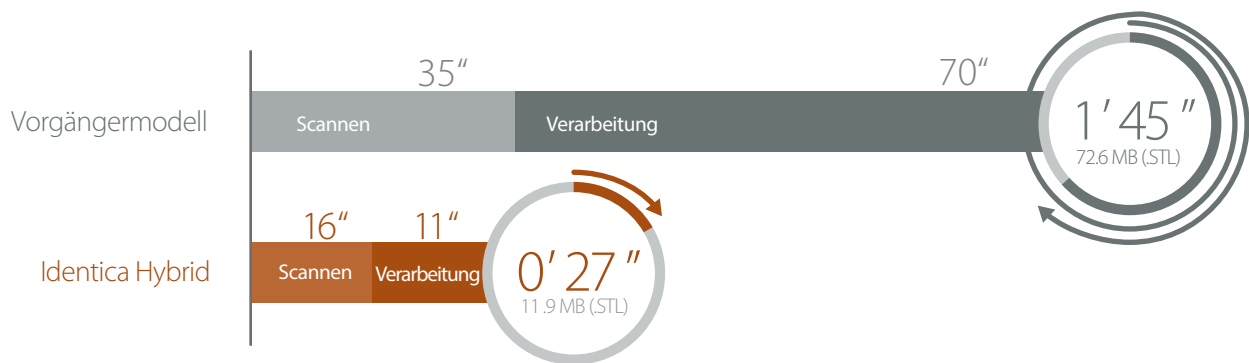 35“
70“
Vorgängermodell
Scannen
Verarbeitung
1’ 45 ”
72.6 MB (.STL)
16“
11“
Identica Hybrid
Scannen
Verarbeitung
0’ 27 ”
11.9 MB (.STL)